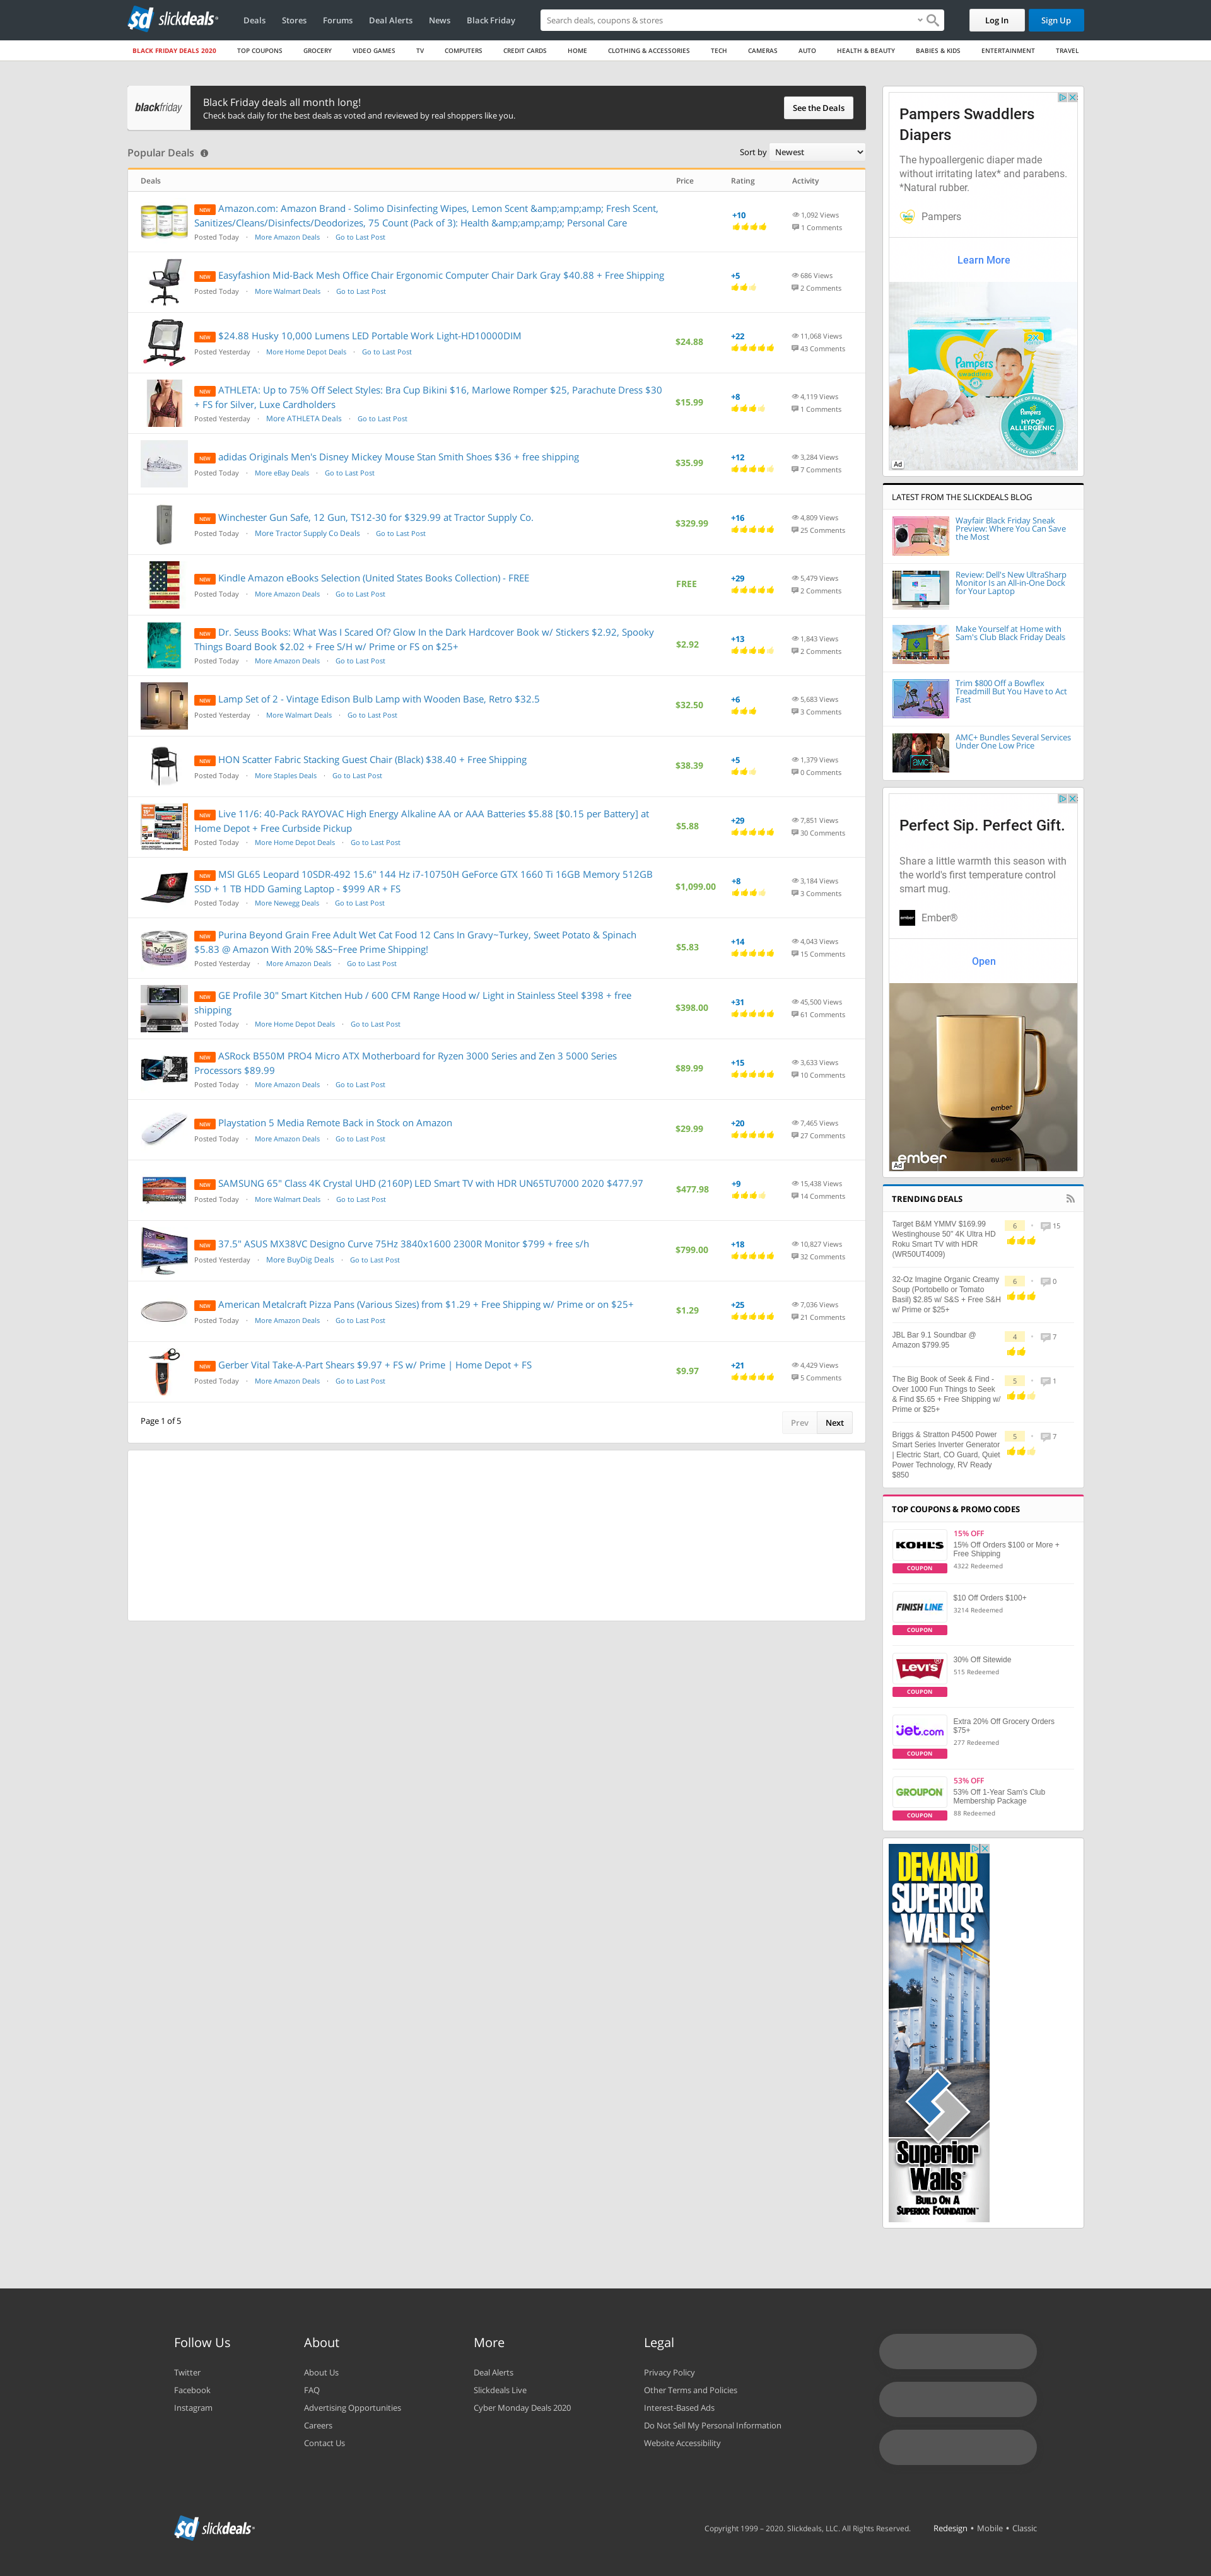 sd slickdeals
Deals
Stores
Forums
Deal Alerts
News
Black Friday
Search deals, coupons & stores
Log In
Sign Up
BLACK FRIDAY DEALS 2020
TOP COUPONS
GROCERY
VIDEO GAMES
TV
COMPUTERS
CREDIT CARDS
HOME
CLOTHING & ACCESSORIES
TECH
CAMERAS
AUTO
HEALTH & BEAUTY
BABIES & KIDS
ENTERTAINMENT
TRAVEL
blackfriday
Black Friday deals all month long!
Check back daily for the best deals as voted and reviewed by real shoppers like you.
See the Deals
Popular Deals
Sort by Newest
Deals Price Rating Activity
NEW Amazon.com: Amazon Brand - Solimo Disinfecting Wipes, Lemon Scent &amp;amp;amp; Fresh Scent,
Sanitizes/Cleans/Disinfects/Deodorizes, 75 Count (Pack of 3): Health &amp;amp;amp; Personal Care
Posted Today · More Amazon Deals · Go to Last Post
+10
1,092 Views
1 Comments
NEW Easyfashion Mid-Back Mesh Office Chair Ergonomic Computer Chair Dark Gray $40.88 + Free Shipping
Posted Today · More Walmart Deals · Go to Last Post
+5
686 Views
2 Comments
NEW $24.88 Husky 10,000 Lumens LED Portable Work Light-HD10000DIM
Posted Yesterday · More Home Depot Deals · Go to Last Post
$24.88
+22
11,068 Views
43 Comments
NEW ATHLETA: Up to 75% Off Select Styles: Bra Cup Bikini $16, Marlowe Romper $25, Parachute Dress $30
+ FS for Silver, Luxe Cardholders
Posted Yesterday · More ATHLETA Deals · Go to Last Post
$15.99
+8
4,119 Views
1 Comments
NEW adidas Originals Men's Disney Mickey Mouse Stan Smith Shoes $36 + free shipping
Posted Today · More eBay Deals · Go to Last Post
$35.99
+12
3,284 Views
7 Comments
NEW Winchester Gun Safe, 12 Gun, TS12-30 for $329.99 at Tractor Supply Co.
Posted Today · More Tractor Supply Co Deals · Go to Last Post
$329.99
+16
4,809 Views
25 Comments
NEW Kindle Amazon eBooks Selection (United States Books Collection) - FREE
Posted Today · More Amazon Deals · Go to Last Post
FREE
+29
5,479 Views
2 Comments
NEW Dr. Seuss Books: What Was I Scared Of? Glow In the Dark Hardcover Book w/ Stickers $2.92, Spooky
Things Board Book $2.02 + Free S/H w/ Prime or FS on $25+
Posted Today · More Amazon Deals · Go to Last Post
$2.92
+13
1,843 Views
2 Comments
NEW Lamp Set of 2 - Vintage Edison Bulb Lamp with Wooden Base, Retro $32.5
Posted Yesterday · More Walmart Deals · Go to Last Post
$32.50
+6
5,683 Views
3 Comments
NEW HON Scatter Fabric Stacking Guest Chair (Black) $38.40 + Free Shipping
Posted Today · More Staples Deals · Go to Last Post
$38.39
+5
1,379 Views
0 Comments
NEW Live 11/6: 40-Pack RAYOVAC High Energy Alkaline AA or AAA Batteries $5.88 [$0.15 per Battery] at
Home Depot + Free Curbside Pickup
Posted Today · More Home Depot Deals · Go to Last Post
$5.88
+29
7,851 Views
30 Comments
NEW MSI GL65 Leopard 10SDR-492 15.6" 144 Hz i7-10750H GeForce GTX 1660 Ti 16GB Memory 512GB
SSD + 1 TB HDD Gaming Laptop - $999 AR + FS
Posted Today · More Newegg Deals · Go to Last Post
$1,099.00
+8
3,184 Views
3 Comments
NEW Purina Beyond Grain Free Adult Wet Cat Food 12 Cans In Gravy~Turkey, Sweet Potato & Spinach
$5.83 @ Amazon With 20% S&S~Free Prime Shipping!
Posted Yesterday · More Amazon Deals · Go to Last Post
$5.83
+14
4,043 Views
15 Comments
NEW GE Profile 30" Smart Kitchen Hub / 600 CFM Range Hood w/ Light in Stainless Steel $398 + free
shipping
Posted Today · More Home Depot Deals · Go to Last Post
$398.00
+31
45,500 Views
61 Comments
NEW ASRock B550M PRO4 Micro ATX Motherboard for Ryzen 3000 Series and Zen 3 5000 Series
Processors $89.99
Posted Today · More Amazon Deals · Go to Last Post
$89.99
+15
3,633 Views
10 Comments
NEW Playstation 5 Media Remote Back in Stock on Amazon
Posted Today · More Amazon Deals · Go to Last Post
$29.99
+20
7,465 Views
27 Comments
NEW SAMSUNG 65" Class 4K Crystal UHD (2160P) LED Smart TV with HDR UN65TU7000 2020 $477.97
Posted Today · More Walmart Deals · Go to Last Post
$477.98
+9
15,438 Views
14 Comments
NEW 37.5" ASUS MX38VC Designo Curve 75Hz 3840x1600 2300R Monitor $799 + free s/h
Posted Yesterday · More BuyDig Deals · Go to Last Post
$799.00
+18
10,827 Views
32 Comments
NEW American Metalcraft Pizza Pans (Various Sizes) from $1.29 + Free Shipping w/ Prime or on $25+
Posted Today · More Amazon Deals · Go to Last Post
$1.29
+25
7,036 Views
21 Comments
NEW Gerber Vital Take-A-Part Shears $9.97 + FS w/ Prime | Home Depot + FS
Posted Today · More Amazon Deals · Go to Last Post
$9.97
+21
4,429 Views
5 Comments
Page 1 of 5
Prev
Next
Pampers Swaddlers
Diapers
The hypoallergenic diaper made
without irritating latex* and parabens.
*Natural rubber.
Pampers
Learn More
Pampers
swaddlers
2X
Pampers
HYPO-
ALLERGENIC
Ad
LATEST FROM THE SLICKDEALS BLOG
Wayfair Black Friday Sneak
Preview: Where You Can Save
the Most
Review: Dell's New UltraSharp
Monitor Is an All-in-One Dock
for Your Laptop
Make Yourself at Home with
Sam's Club Black Friday Deals
Trim $800 Off a Bowflex
Treadmill But You Have to Act
Fast
amc
AMC+ Bundles Several Services
Under One Low Price
Perfect Sip. Perfect Gift.
Share a little warmth this season with
the world's first temperature control
smart mug.
ember
Ember®
Open
ember
ember
Ad
TRENDING DEALS
Target B&M YMMV $169.99
Westinghouse 50" 4K Ultra HD
Roku Smart TV with HDR
(WR50UT4009)
6 · 15
32-Oz Imagine Organic Creamy
Soup (Portobello or Tomato
Basil) $2.85 w/ S&S + Free S&H
w/ Prime or $25+
6 · 0
JBL Bar 9.1 Soundbar @
Amazon $799.95
4 · 7
The Big Book of Seek & Find -
Over 1000 Fun Things to Seek
& Find $5.65 + Free Shipping w/
Prime or $25+
5 · 1
Briggs & Stratton P4500 Power
Smart Series Inverter Generator
| Electric Start, CO Guard, Quiet
Power Technology, RV Ready
$850
5 · 7
TOP COUPONS & PROMO CODES
KOHL'S
COUPON
15% OFF
15% Off Orders $100 or More +
Free Shipping
4322 Redeemed
FINISH LINE
COUPON
$10 Off Orders $100+
3214 Redeemed
LEVI'S
COUPON
30% Off Sitewide
515 Redeemed
jet.com
COUPON
Extra 20% Off Grocery Orders
$75+
277 Redeemed
GROUPON
COUPON
53% OFF
53% Off 1-Year Sam's Club
Membership Package
88 Redeemed
DEMAND
SUPERIOR
WALLS
Superior
Walls®
BUILD ON A
SUPERIOR FOUNDATION™
Follow Us
Twitter
Facebook
Instagram
About
About Us
FAQ
Advertising Opportunities
Careers
Contact Us
More
Deal Alerts
Slickdeals Live
Cyber Monday Deals 2020
Legal
Privacy Policy
Other Terms and Policies
Interest-Based Ads
Do Not Sell My Personal Information
Website Accessibility
sd slickdeals
Copyright 1999 – 2020. Slickdeals, LLC. All Rights Reserved.
Redesign • Mobile • Classic